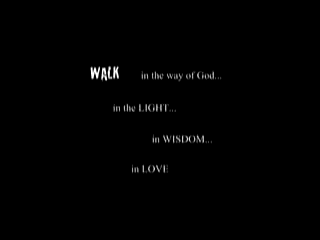 WALK in the way of God...
in the LIGHT...
in WISDOM...
in LOVE